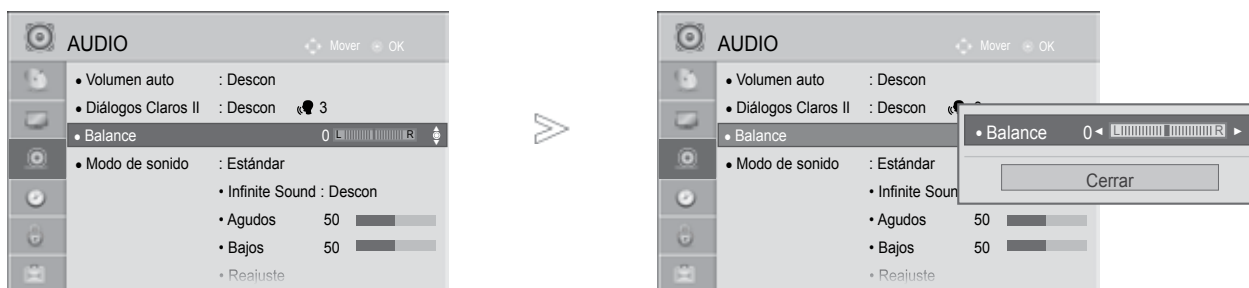 AUDIO Mover OK
• Volumen auto : Descon
• Diálogos Claros II : Descon 3
• Balance 0 L R
• Modo de sonido : Estándar
• Infinite Sound : Descon
• Agudos 50
• Bajos 50
• Reajuste
AUDIO Mover OK
• Volumen auto : Descon
• Diálogos Claros II : Descon
• Balance
• Modo de sonido : Estándar
• Infinite Soun
• Agudos 50
• Bajos 50
• Reajuste
• Balance 0 L R
Cerrar